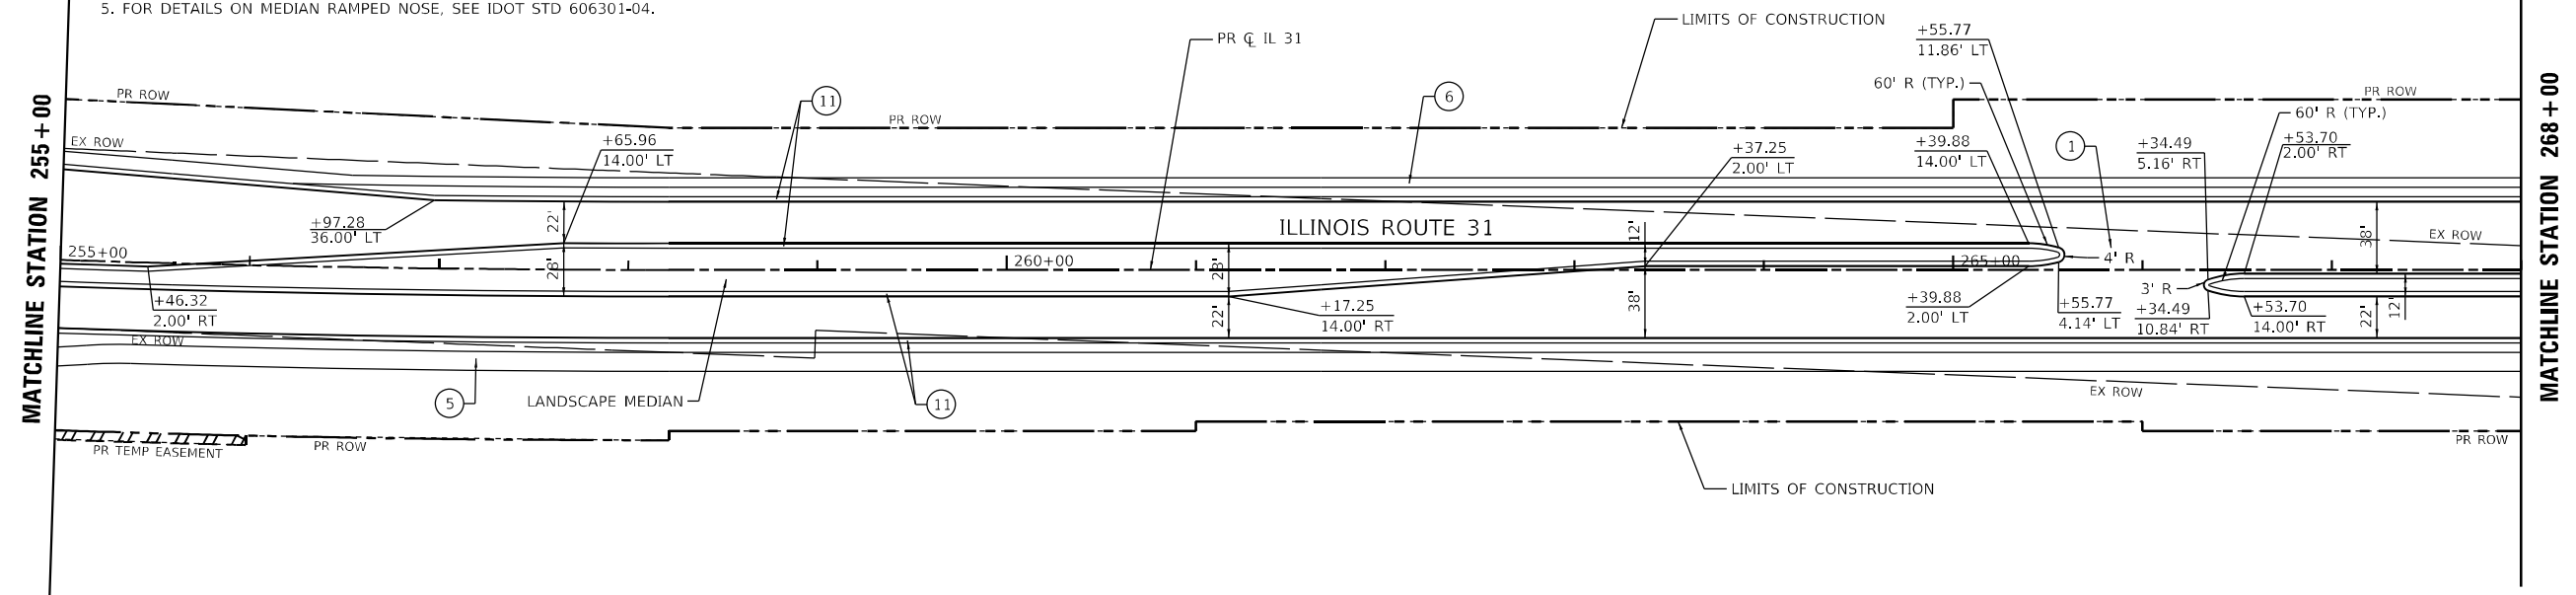 5. FOR DETAILS ON MEDIAN RAMPED NOSE, SEE IDOT STD 606301-04.
LIMITS OF CONSTRUCTION
PR ℄ IL 31
+55.77
11.86' LT
60' R (TYP.)
PR ROW
PR ROW
11
6
PR ROW
60' R (TYP.)
MATCHLINE STATION 255+00
MATCHLINE STATION 268+00
EX ROW
+65.96
14.00' LT
+37.25
2.00' LT
+39.88
14.00' LT
1
+34.49
5.16' RT
+53.70
2.00' RT
+97.28
36.00' LT
22'
ILLINOIS ROUTE 31
12'
38'
EX ROW
255+00
28'
260+00
28'
265+00
4' R
3' R
+46.32
2.00' RT
22'
+17.25
14.00' RT
38'
+39.88
2.00' LT
+55.77
4.14' LT
+34.49
10.84' RT
+53.70
14.00' RT
22'
12'
EX ROW
5
LANDSCAPE MEDIAN
11
EX ROW
PR TEMP EASEMENT
PR ROW
PR ROW
LIMITS OF CONSTRUCTION